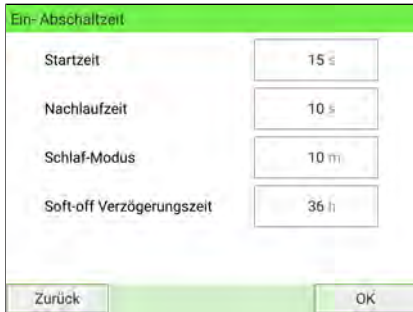 Ein- Abschaltzeit
Startzeit 15 s
Nachlaufzeit 10 s
Schlaf-Modus 10 m
Soft-off Verzögerungszeit 36 h
Zurück OK